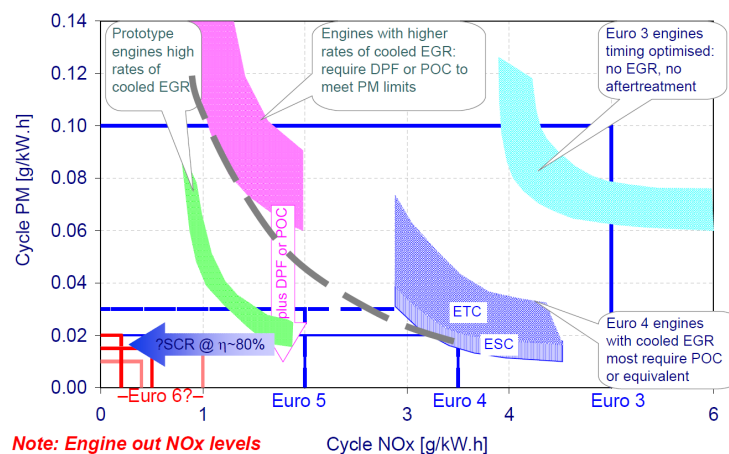 Prototype
engines high
rates of
cooled EGR
Engines with higher
rates of cooled EGR:
require DPF or POC to
meet PM limits
Euro 3 engines
timing optimised:
no EGR, no
aftertreatment
0.14
0.12
0.10
0.08
0.06
0.04
0.02
0.00
Cycle PM [g/kW.h]
plus DPF or POC
ETC
ESC
?SCR @ η~80%
Euro 4 engines
with cooled EGR
most require POC
or equivalent
0
1
3
4
6
–Euro 6?–
Euro 5
Euro 4
Euro 3
Note: Engine out NOx levels
Cycle NOx [g/kW.h]